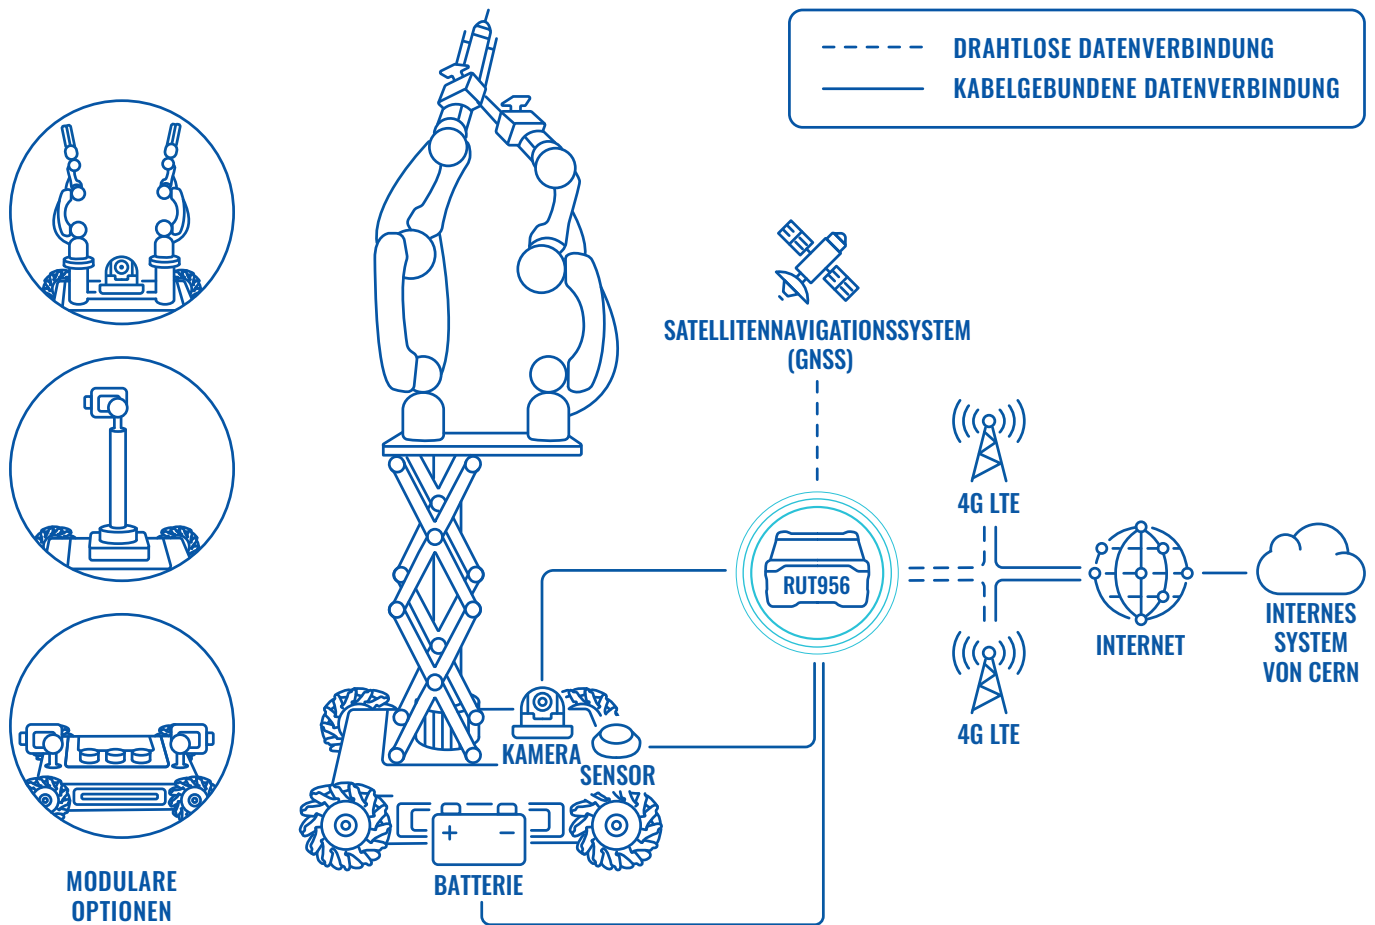 DRAHTLOSE DATENVERBINDUNG
KABELGEBUNDENE DATENVERBINDUNG
SATELLITENNAVIGATIONSSYSTEM
(GNSS)
4G LTE
RUT956
INTERNET
INTERNES
SYSTEM
VON CERN
4G LTE
KAMERA
SENSOR
+ −
BATTERIE
MODULARE
OPTIONEN